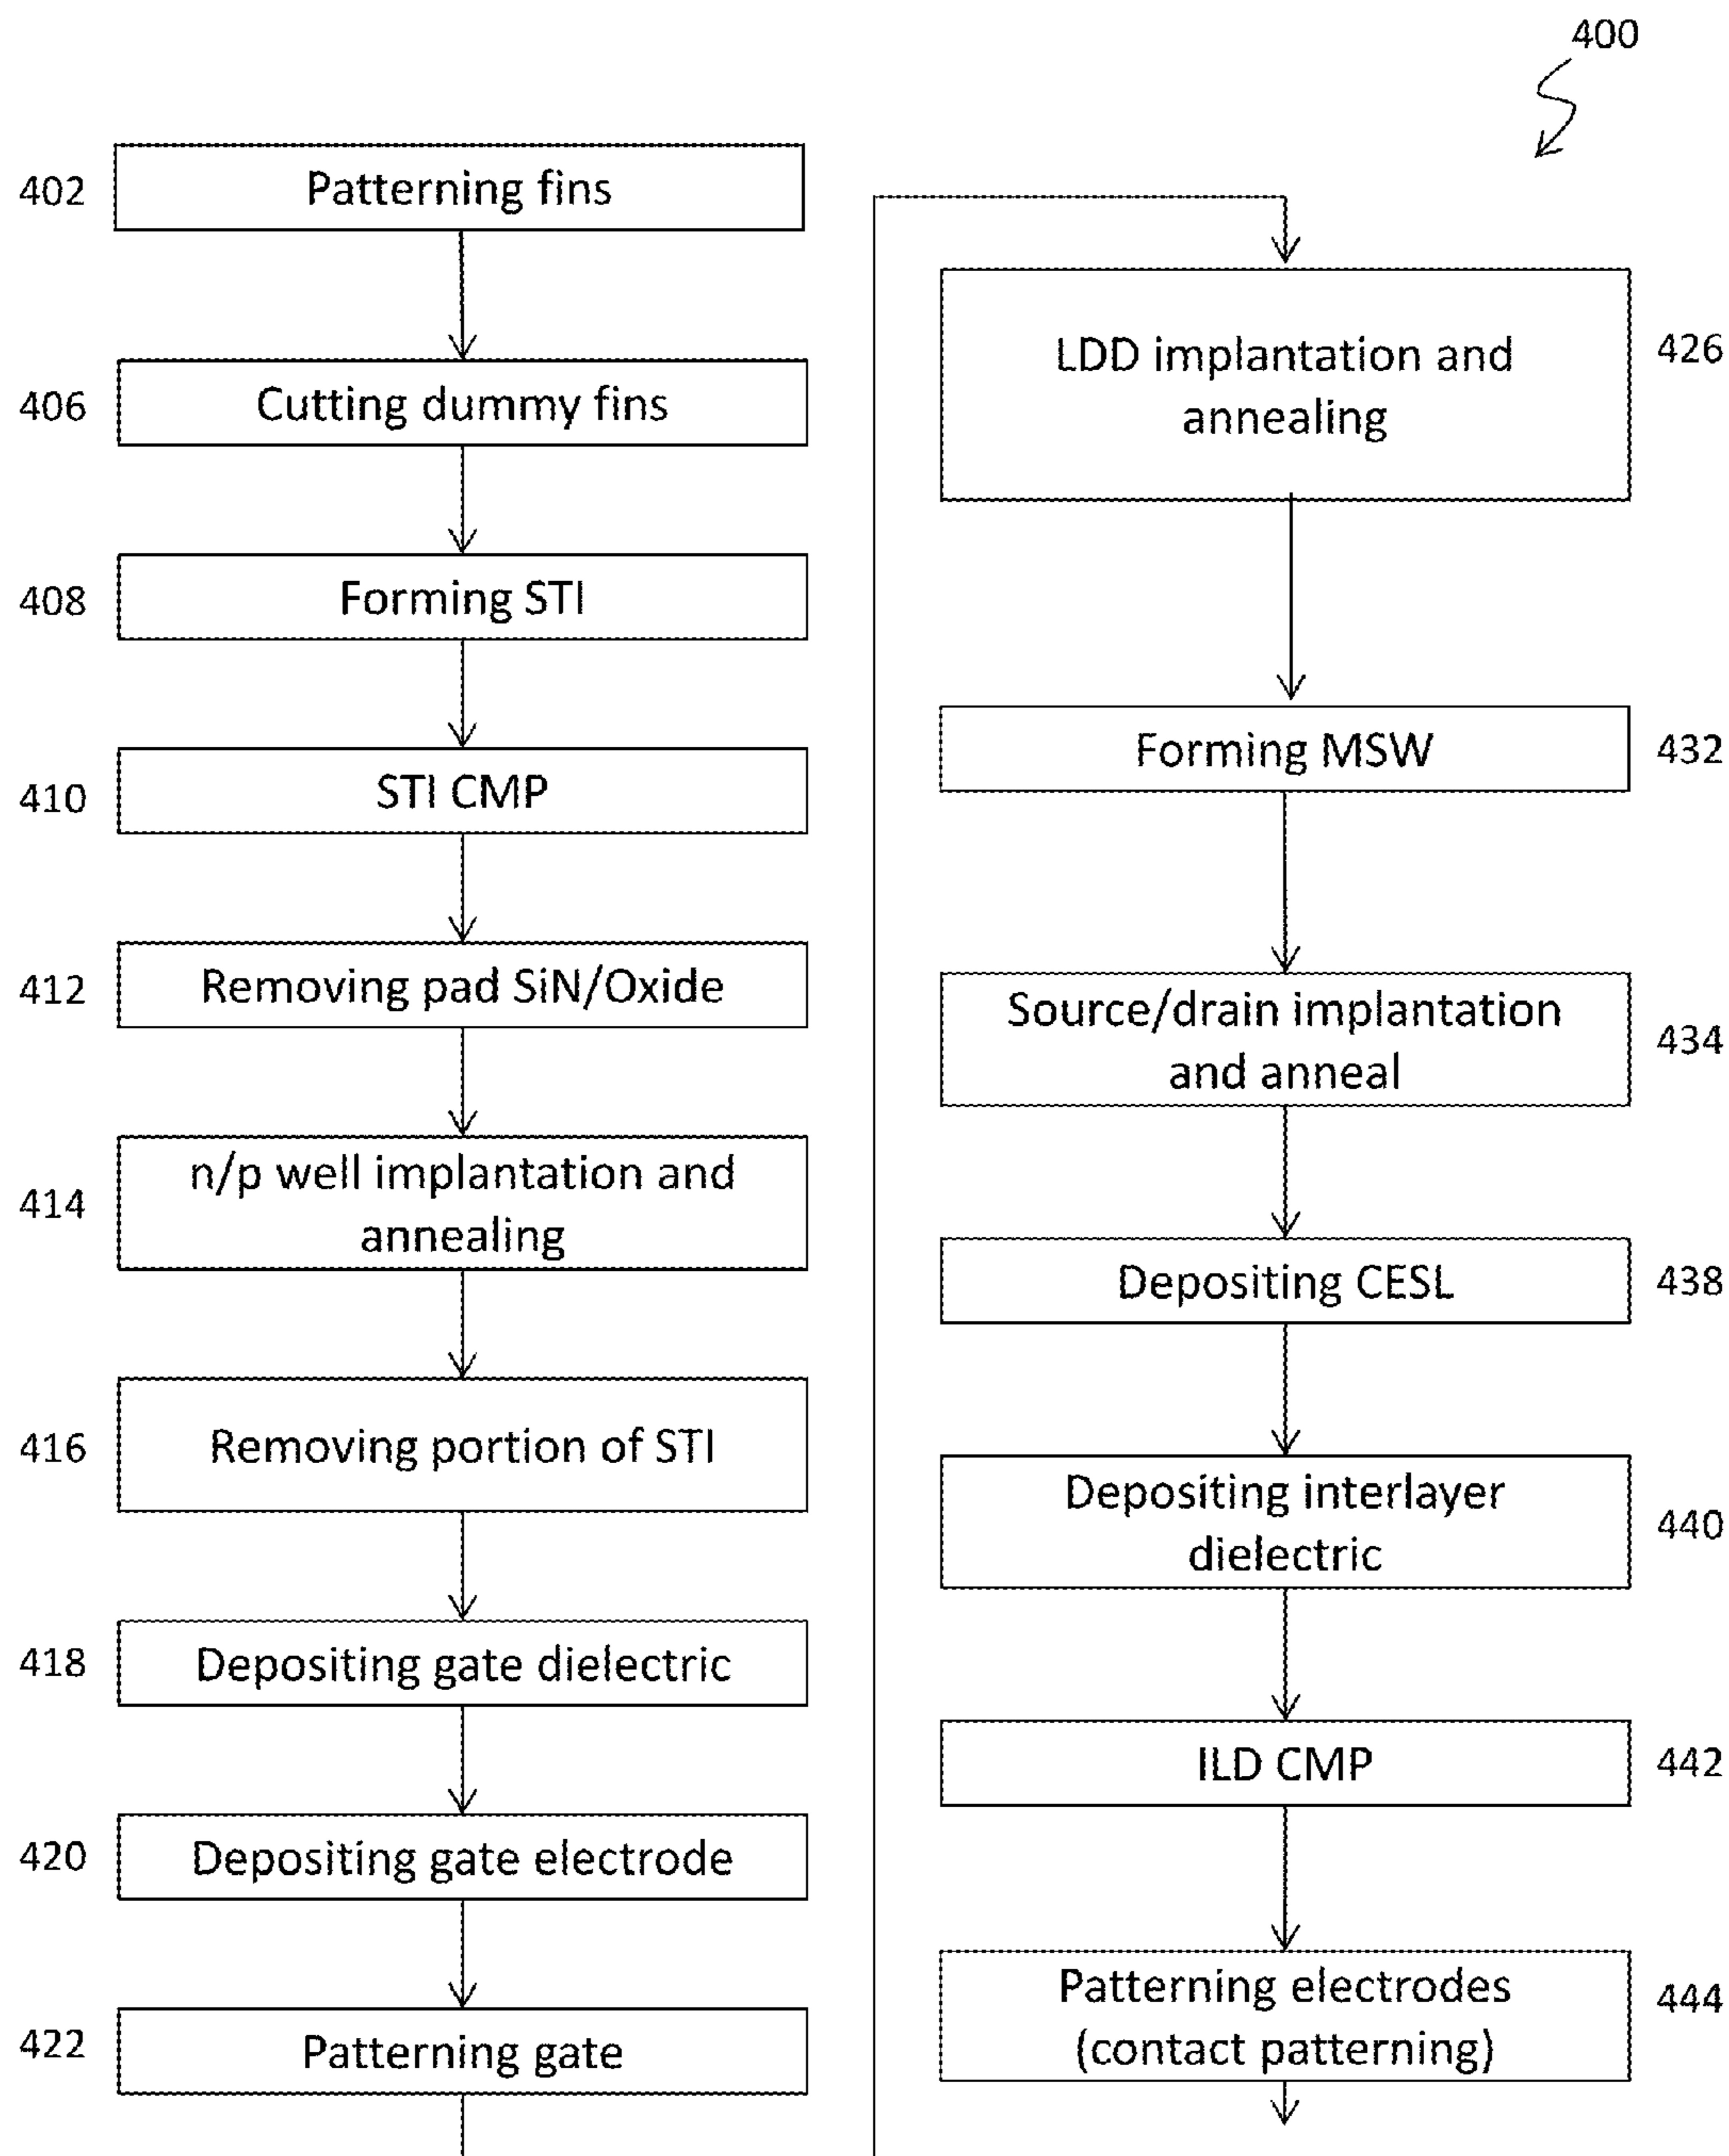 400
402
Patterning fins
406
Cutting dummy fins
408
Forming STI
410
STI CMP
412
Removing pad SiN/Oxide
414
n/p well implantation and
annealing
416
Removing portion of STI
418
Depositing gate dielectric
420
Depositing gate electrode
422
Patterning gate
LDD implantation and
annealing
426
Forming MSW
432
Source/drain implantation
and anneal
434
Depositing CESL
438
Depositing interlayer
dielectric
440
ILD CMP
442
Patterning electrodes
(contact patterning)
444